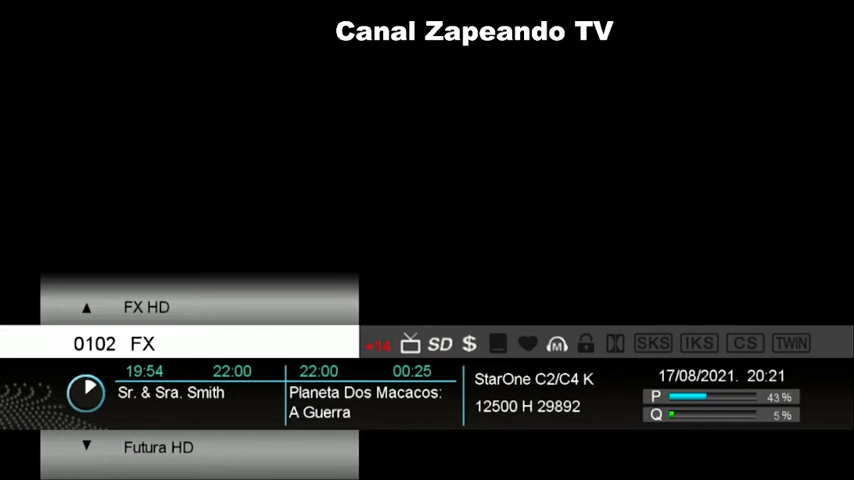 Canal Zapeando TV
▲ FX HD
0102 FX +14 SD $ M SKS IKS CS TWIN
19:54 22:00 22:00 00:25
Sr. & Sra. Smith
Planeta Dos Macacos:
A Guerra
StarOne C2/C4 K
12500 H 29892
17/08/2021. 20:21
P 43%
Q 5%
▼ Futura HD